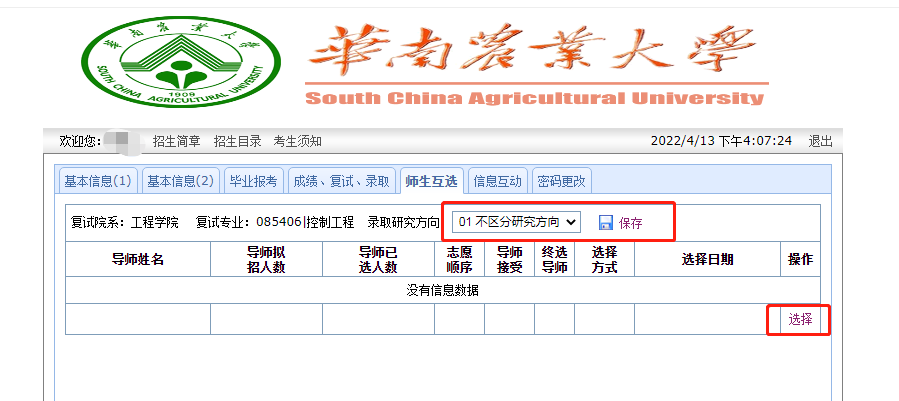 華南農業大學
華南農業大學
SOUTH CHINA AGRICULTURAL UNIVERSITY
1909
South China Agricultural University
欢迎您: 招生简章 招生目录 考生须知 2022/4/13 下午4:07:24 退出
基本信息(1) 基本信息(2) 毕业报考 成绩、复试、录取 师生互选 信息互动 密码更改
复试院系：工程学院 复试专业：085406|控制工程 录取研究方向 01 不区分研究方向 保存
导师姓名 导师拟招人数 导师已选人数 志愿顺序 导师接受 终选导师 选择方式 选择日期 操作
没有信息数据
选择